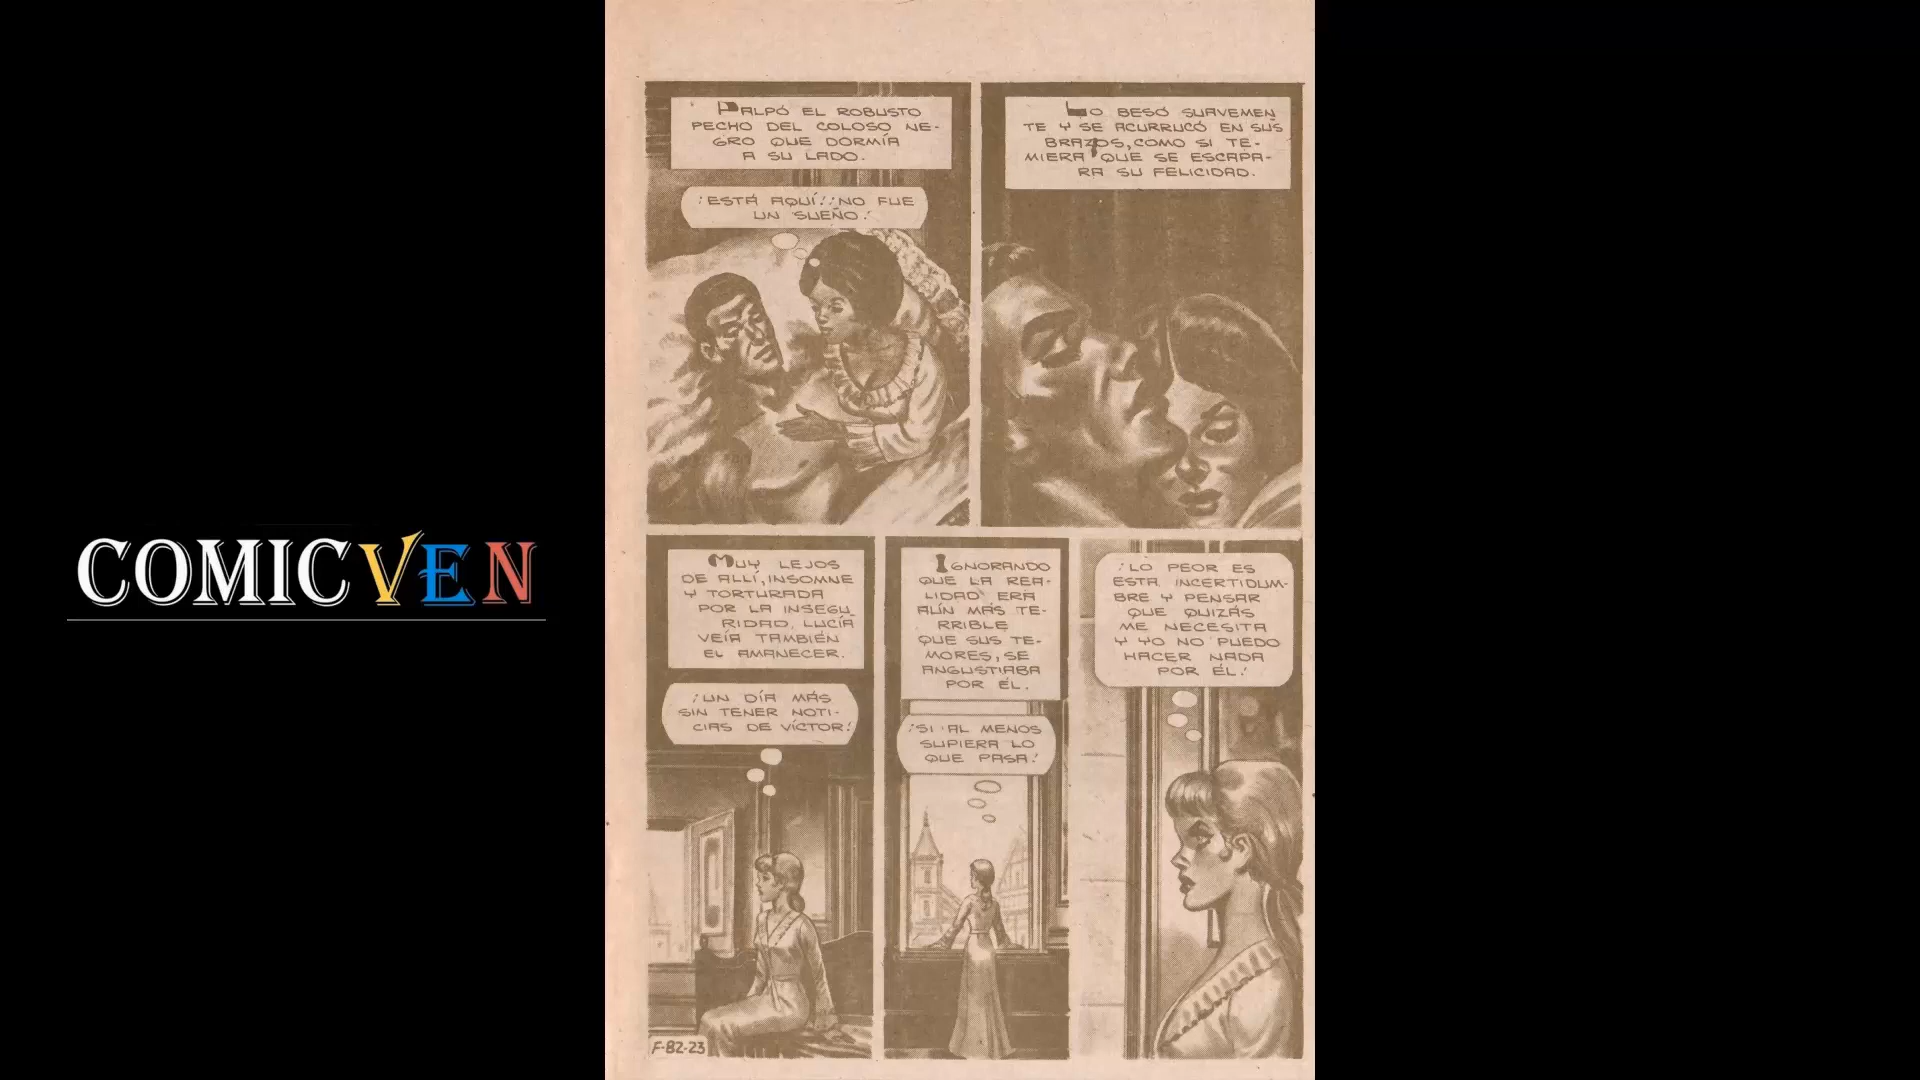 PALPÓ EL ROBUSTO
PECHO DEL COLOSO NE-
GRO QUE DORMÍA
A SU LADO.
¡ESTÁ AQUÍ! ¡NO FUE
UN SUEÑO!
LO BESÓ SUAVEMEN
TE Y SE ACURRUCÓ EN SUS
BRAZOS, COMO SI TE-
MIERA QUE SE ESCAPA-
RA SU FELICIDAD.
MUY LEJOS
DE ALLÍ, INSOMNE
Y TORTURADA
POR LA INSEGU_
RIDAD, LUCÍA
VEÍA TAMBIÉN
EL AMANECER.
¡UN DÍA MÁS
SIN TENER NOTI-
CIAS DE VÍCTOR!
IGNORANDO
QUE LA REA-
LIDAD ERA
AÚN MÁS TE-
RRIBLE
QUE SUS TE-
MORES, SE
ANGUSTIABA
POR ÉL.
¡SI AL MENOS
SUPIERA LO
QUE PASA!
¡LO PEOR ES
ESTA INCERTIDUM-
BRE Y PENSAR
QUE QUIZÁS
ME NECESITA
Y YO NO PUEDO
HACER NADA
POR ÉL!
F-82-23
COMICVEN